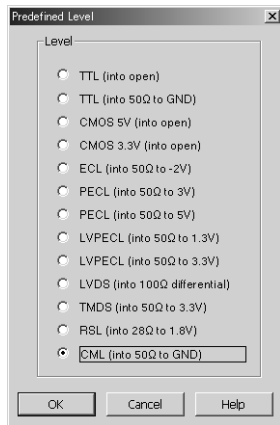 Predefined Level
Level
TTL (into open)
TTL (into 50Ω to GND)
CMOS 5V (into open)
CMOS 3.3V (into open)
ECL (into 50Ω to -2V)
PECL (into 50Ω to 3V)
PECL (into 50Ω to 5V)
LVPECL (into 50Ω to 1.3V)
LVPECL (into 50Ω to 3.3V)
LVDS (into 100Ω differential)
TMDS (into 50Ω to 3.3V)
RSL (into 28Ω to 1.8V)
CML (into 50Ω to GND)
OK Cancel Help